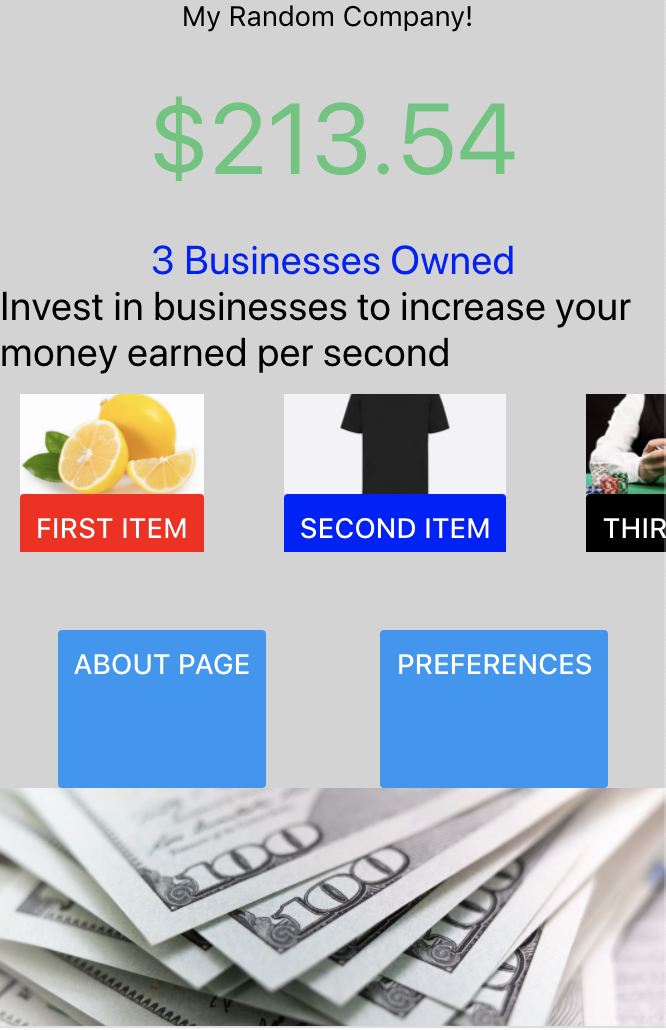 My Random Company!
$213.54
3 Businesses Owned
Invest in businesses to increase your
money earned per second
FIRST ITEM
SECOND ITEM
THIR
ABOUT PAGE
PREFERENCES
100
100
100